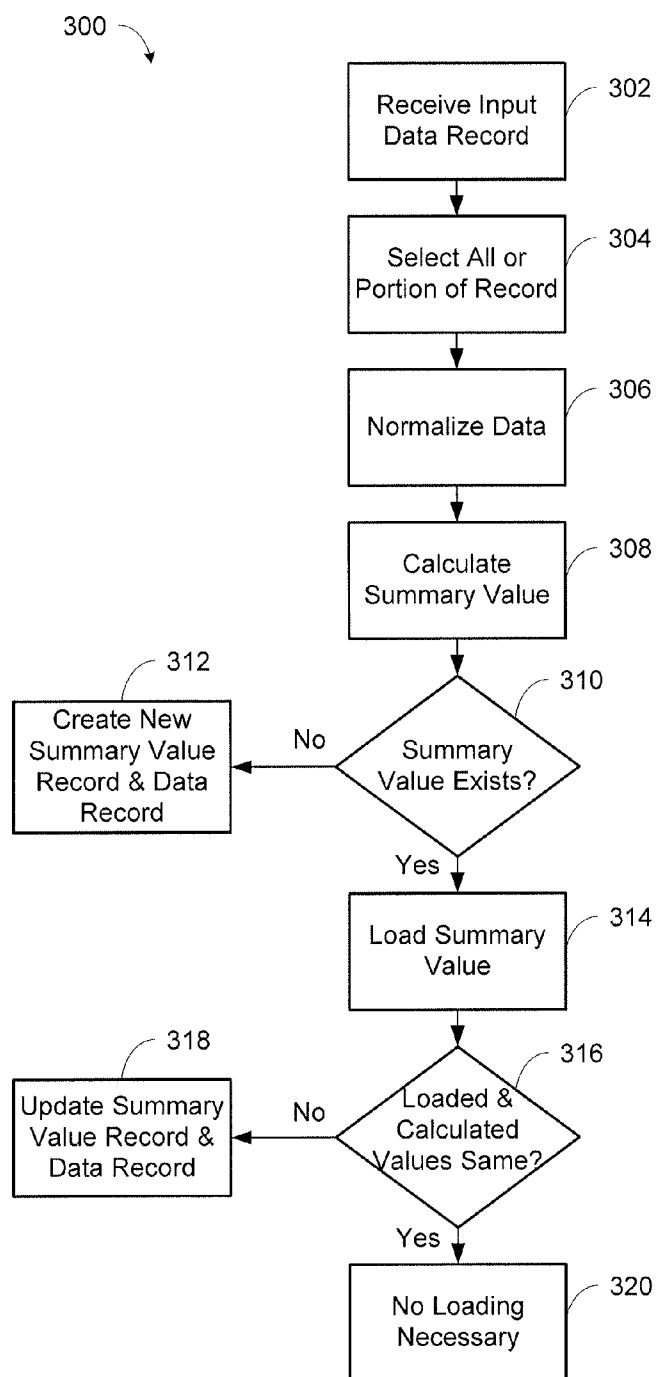 300
302
Receive Input
Data Record
304
Select All or
Portion of Record
306
Normalize Data
308
Calculate
Summary Value
312
310
Create New
Summary Value
Record & Data
Record
No
Summary
Value Exists?
Yes
314
Load Summary
Value
318
316
Update Summary
Value Record &
Data Record
No
Loaded &
Calculated
Values Same?
Yes
320
No Loading
Necessary